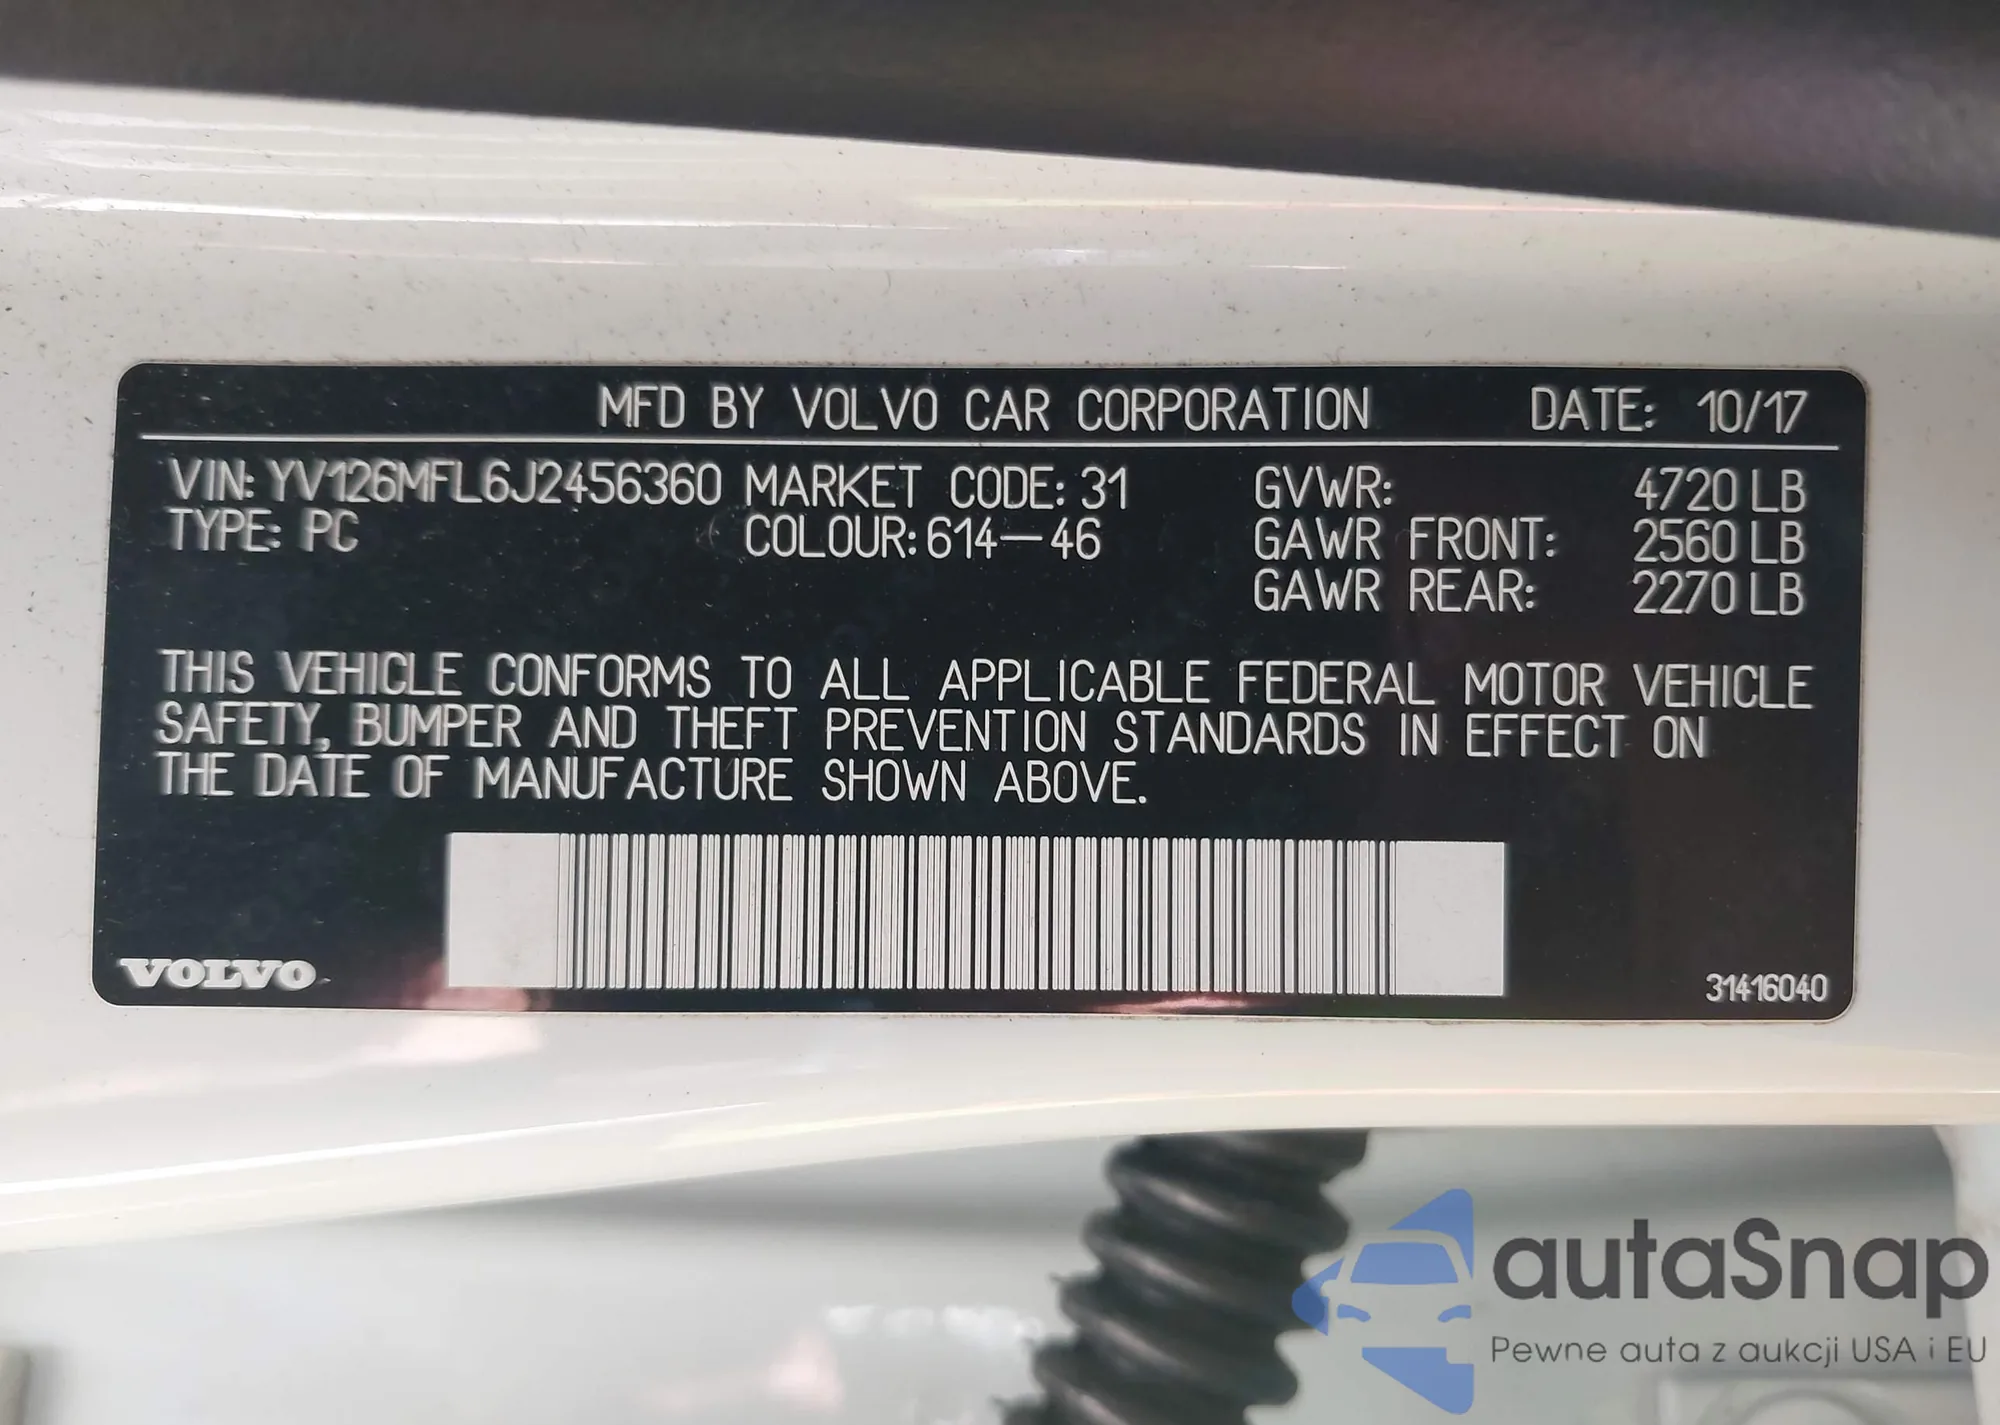 MFD BY VOLVO CAR CORPORATION DATE: 10/17
VIN: YV126MFL6J2456360 MARKET CODE: 31 GVWR: 4720 LB
TYPE: PC COLOUR: 614-46 GAWR FRONT: 2560 LB
GAWR REAR: 2270 LB
THIS VEHICLE CONFORMS TO ALL APPLICABLE FEDERAL MOTOR VEHICLE
SAFETY, BUMPER AND THEFT PREVENTION STANDARDS IN EFFECT ON
THE DATE OF MANUFACTURE SHOWN ABOVE.
VOLVO
31416040
autaSnap
Pewne auta z aukcji USA i EU